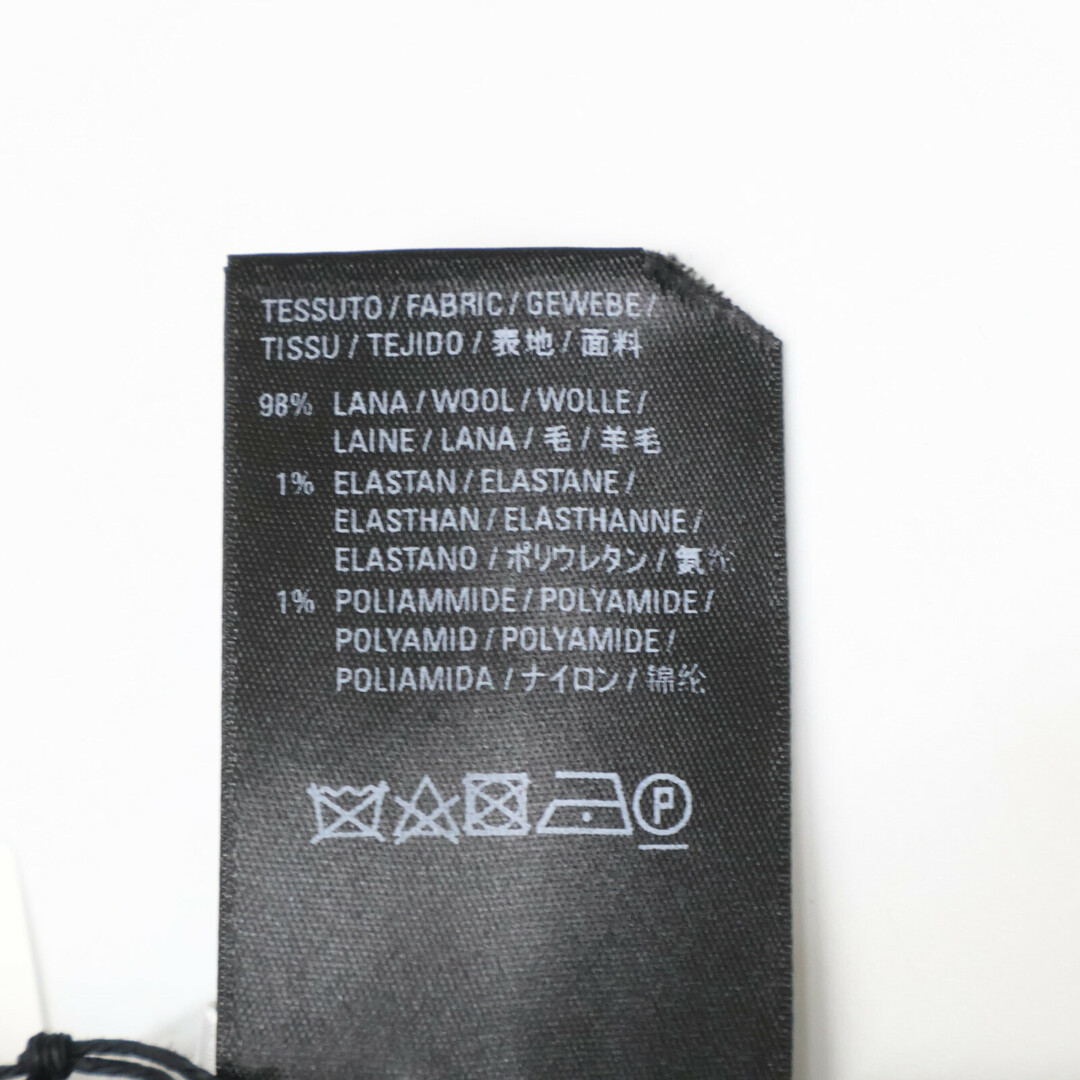 TESSUTO / FABRIC / GEWEBE /
TISSU / TEJIDO / 表地 / 面料
98% LANA / WOOL / WOLLE /
LAINE / LANA / 毛 / 羊毛
1% ELASTAN / ELASTANE /
ELASTHAN / ELASTHANNE /
ELASTANO / ポリウレタン / 氨纶
1% POLIAMMIDE / POLYAMIDE /
POLYAMID / POLYAMIDE /
POLIAMIDA / ナイロン / 锦纶
P